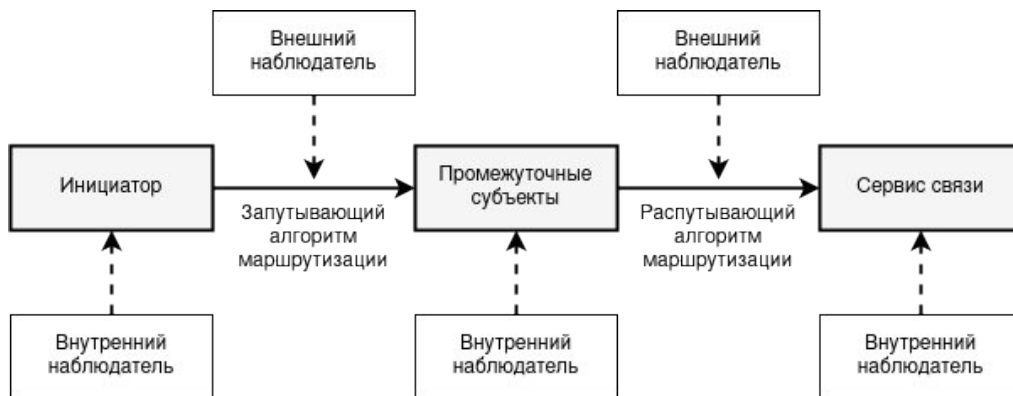 Внешний
наблюдатель
Внешний
наблюдатель
Инициатор
Промежуточные
субъекты
Сервис связи
Запутывающий
алгоритм
маршрутизации
Распутывающий
алгоритм
маршрутизации
Внутренний
наблюдатель
Внутренний
наблюдатель
Внутренний
наблюдатель